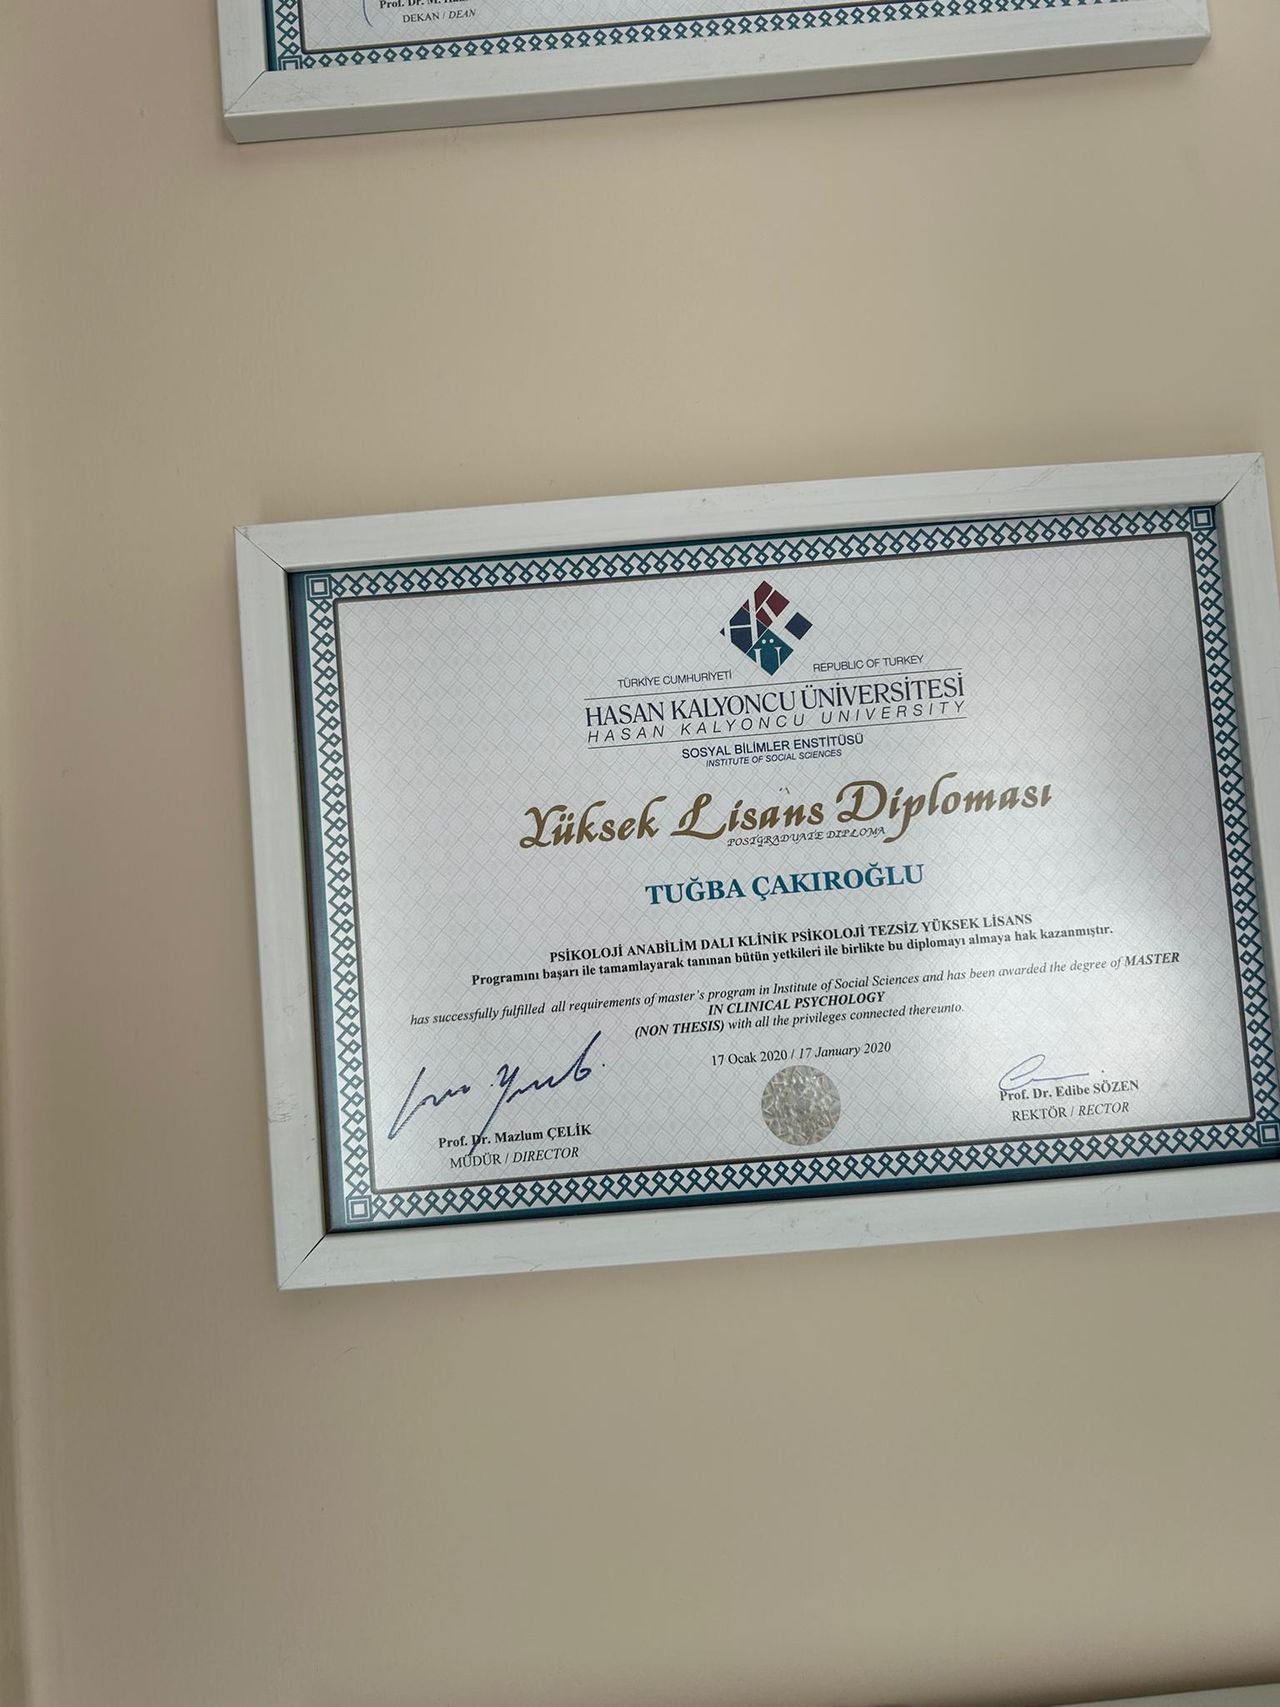 Prof. Dr. M.
DEKAN / DEAN
HKÜ
TÜRKİYE CUMHURİYETİ REPUBLIC OF TURKEY
HASAN KALYONCU ÜNİVERSİTESİ
HASAN KALYONCU UNIVERSITY
SOSYAL BİLİMLER ENSTİTÜSÜ
INSTITUTE OF SOCIAL SCIENCES
Yüksek Lisans Diploması
POSTGRADUATE DIPLOMA
TUĞBA ÇAKIROĞLU
PSİKOLOJİ ANABİLİM DALI KLİNİK PSİKOLOJİ TEZSİZ YÜKSEK LİSANS
Programını başarı ile tamamlayarak tanınan bütün yetkileri ile birlikte bu diplomayı almaya hak kazanmıştır.
has successfully fulfilled all requirements of master's program in Institute of Social Sciences and has been awarded the degree of MASTER
IN CLINICAL PSYCHOLOGY
(NON THESIS) with all the privileges connected thereunto.
17 Ocak 2020 / 17 January 2020
Prof. Dr. Mazlum ÇELİK
MÜDÜR / DIRECTOR
Prof. Dr. Edibe SÖZEN
REKTÖR / RECTOR